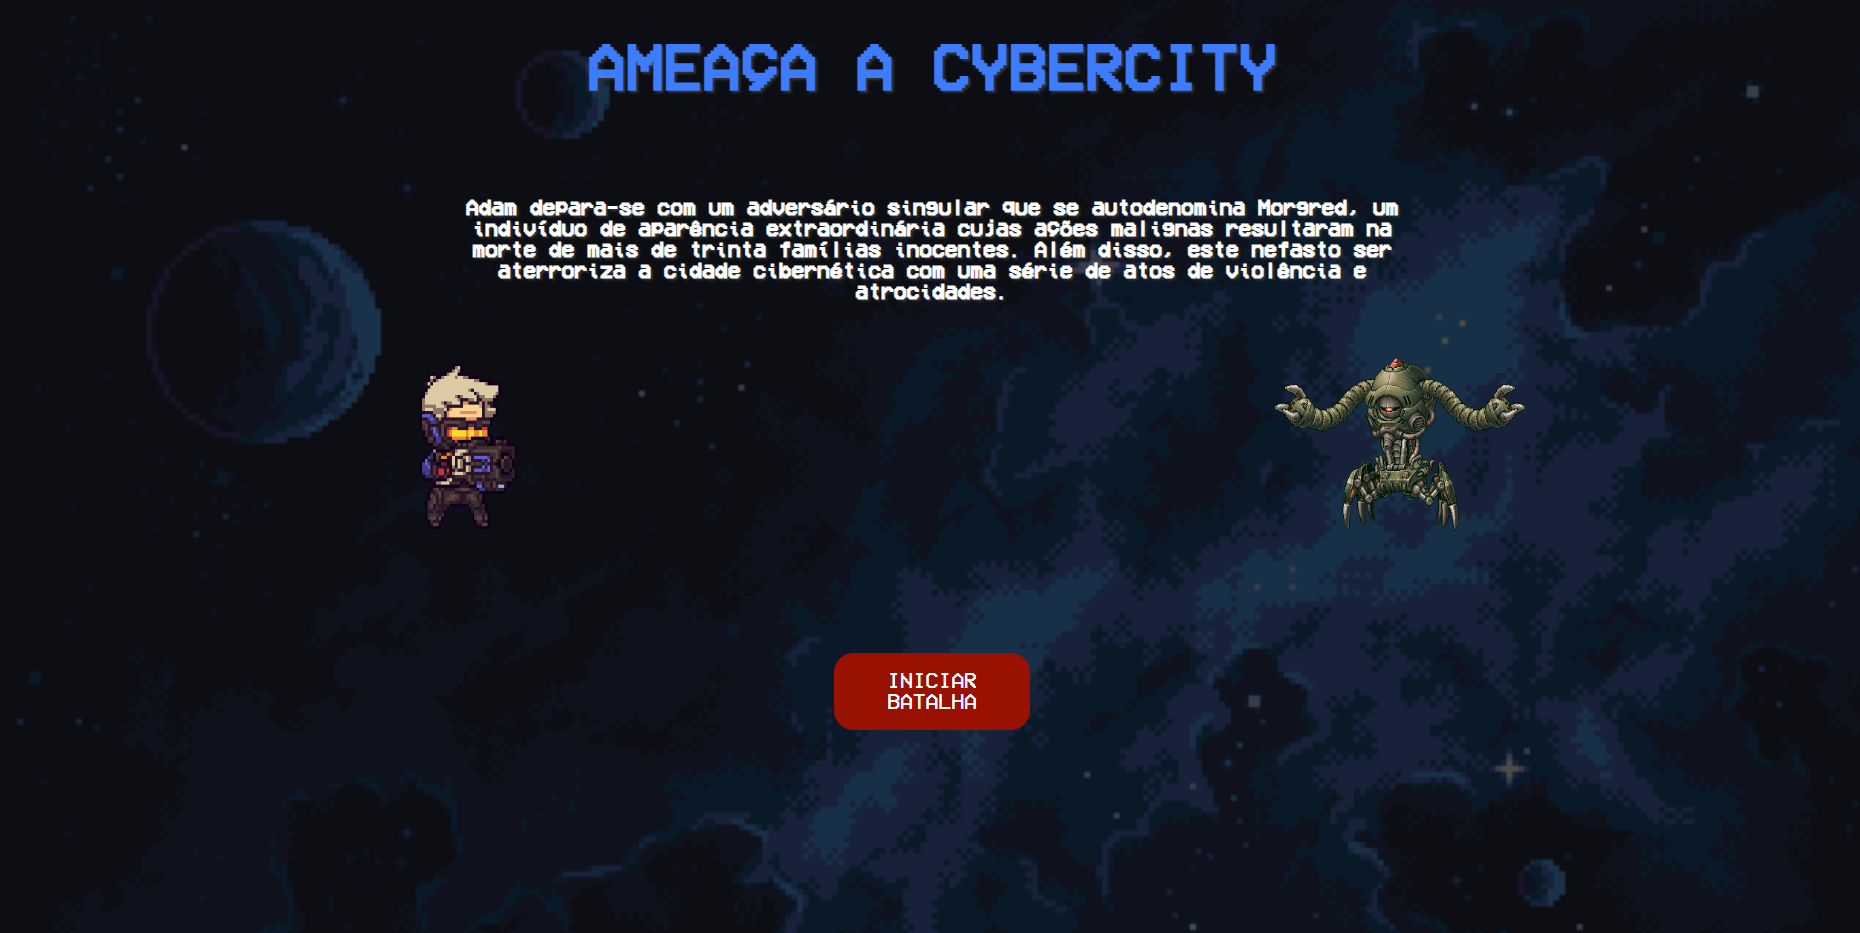 AMEAÇA A CYBERCITY
Adam depara-se com um adversário singular que se autodenomina Morgred, um
indivíduo de aparência extraordinária cujas ações malignas resultaram na
morte de mais de trinta famílias inocentes. Além disso, este nefasto ser
aterroriza a cidade cibernética com uma série de atos de violência e
atrocidades.
INICIAR
BATALHA